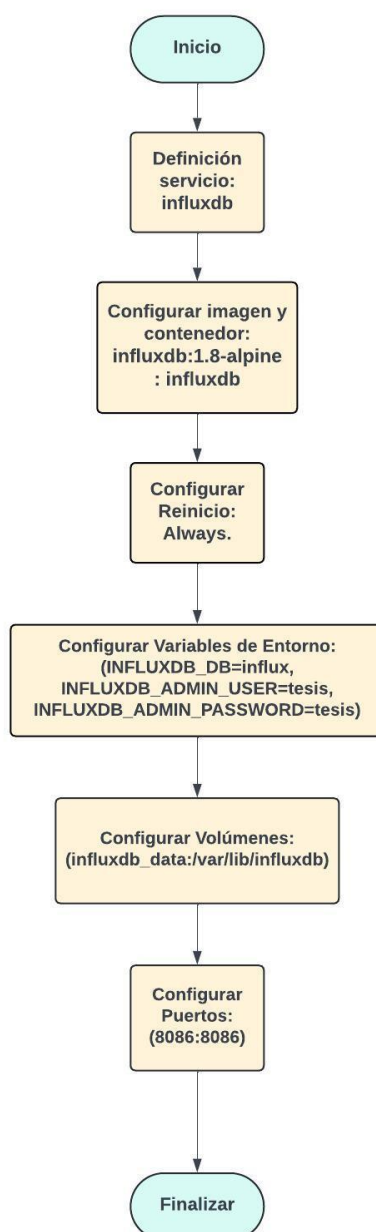 Inicio
Definición
servicio:
influxdb
Configurar imagen y
contenedor:
influxdb:1.8-alpine
: influxdb
Configurar
Reinicio:
Always.
Configurar Variables de Entorno:
(INFLUXDB_DB=influx,
INFLUXDB_ADMIN_USER=tesis,
INFLUXDB_ADMIN_PASSWORD=tesis)
Configurar Volúmenes:
(influxdb_data:/var/lib/influxdb)
Configurar
Puertos:
(8086:8086)
Finalizar